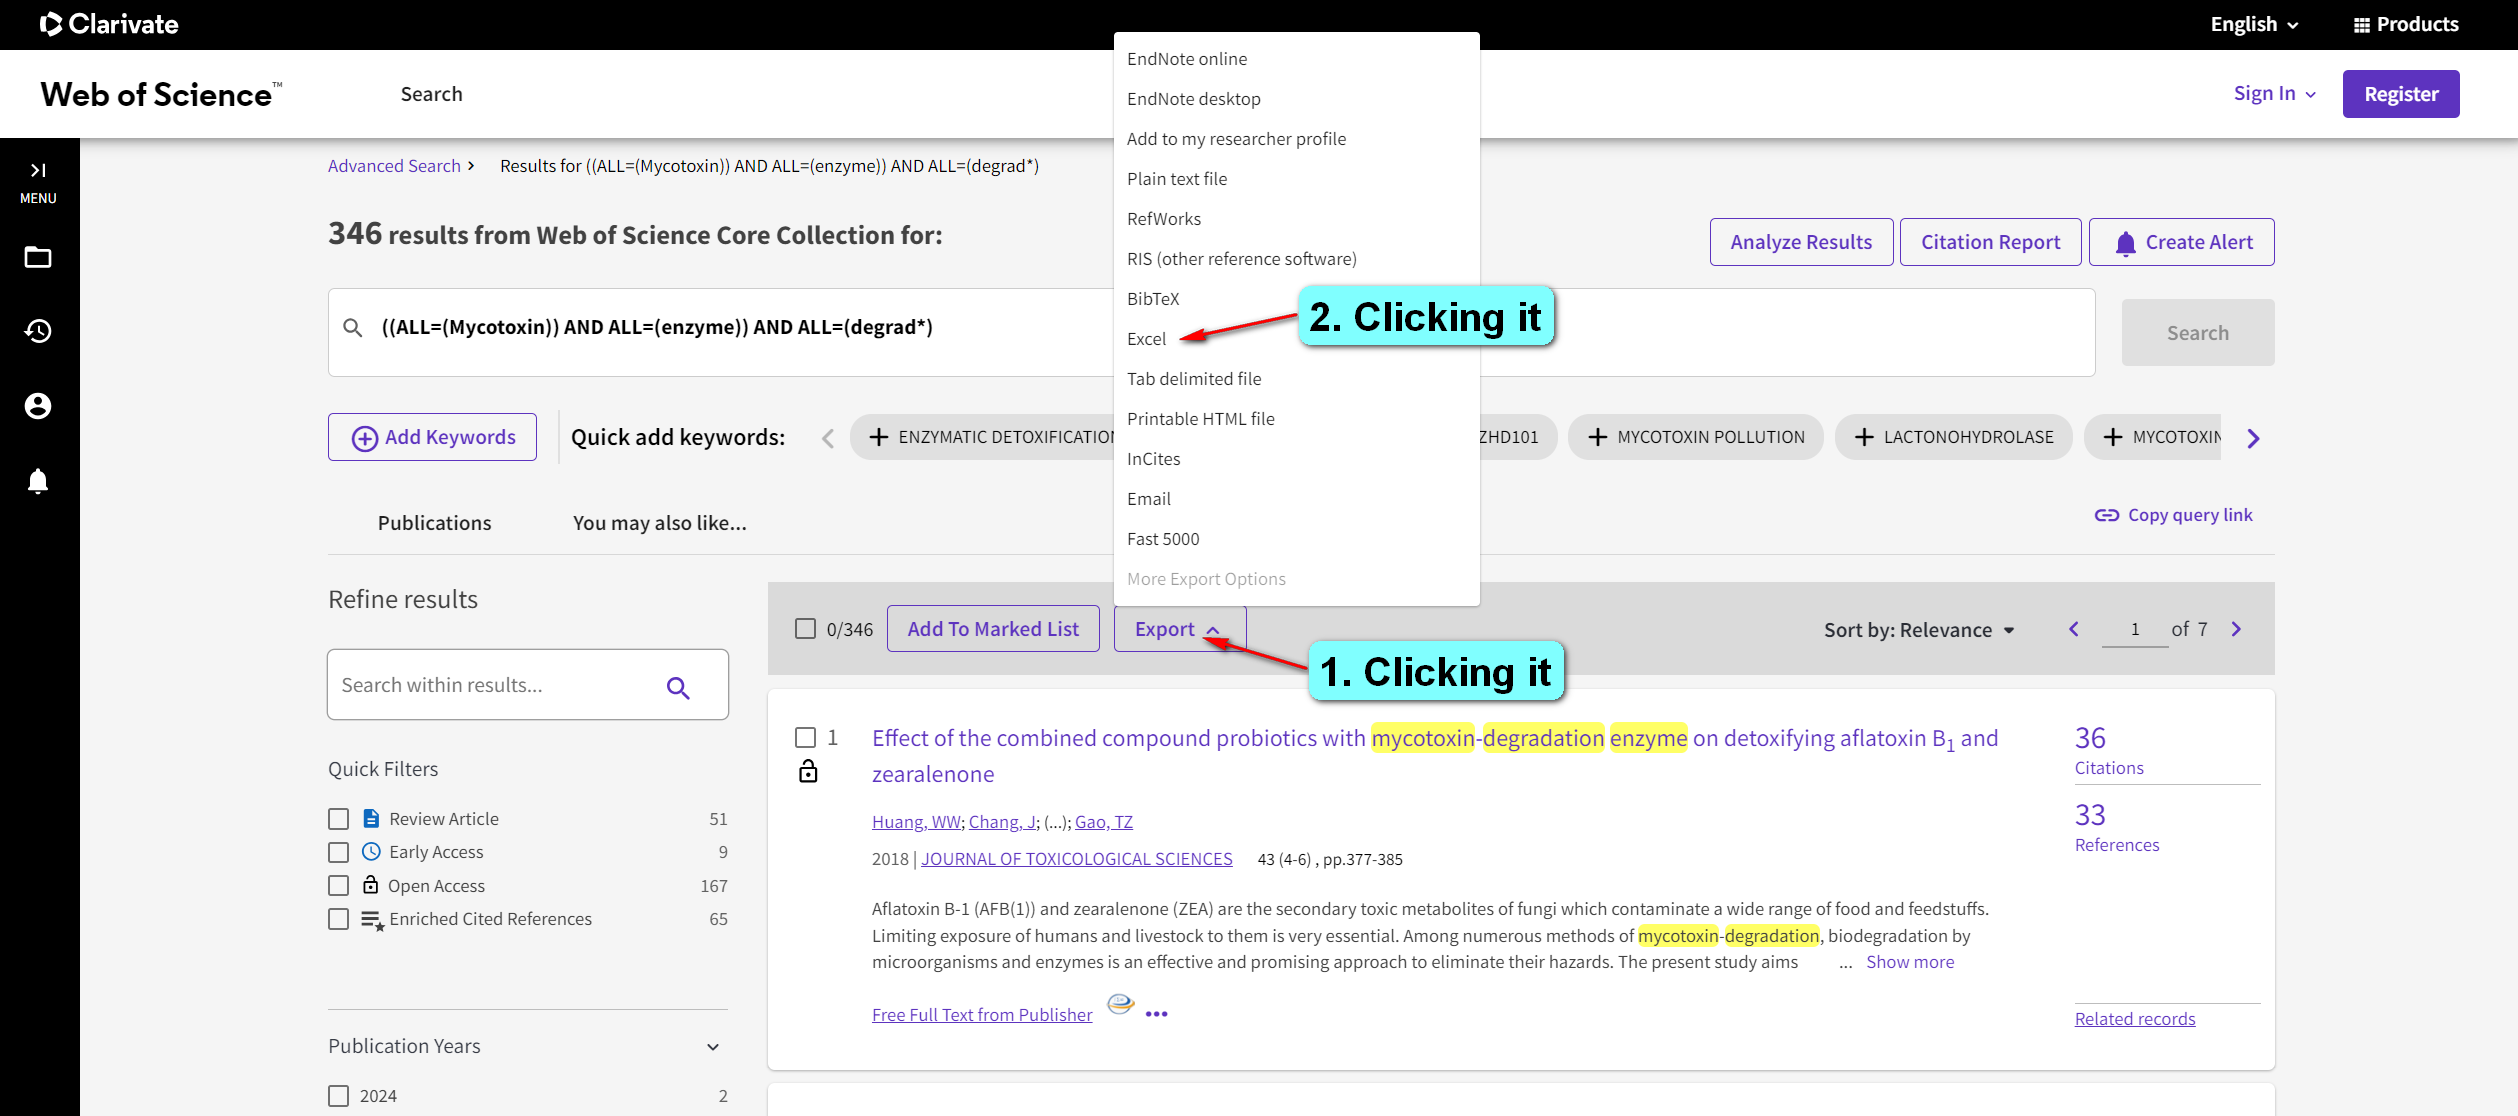 Clarivate
English
Products
Web of Science™
Search
Sign In
Register
MENU
Advanced Search
Results for ((ALL=(Mycotoxin)) AND ALL=(enzyme)) AND ALL=(degrad*)
346 results from Web of Science Core Collection for:
Analyze Results
Citation Report
Create Alert
((ALL=(Mycotoxin)) AND ALL=(enzyme)) AND ALL=(degrad*)
Search
EndNote online
EndNote desktop
Add to my researcher profile
Plain text file
RefWorks
RIS (other reference software)
BibTeX
Excel
Tab delimited file
Printable HTML file
InCites
Email
Fast 5000
More Export Options
2. Clicking it
Add Keywords
Quick add keywords:
ENZYMATIC DETOXIFICATION
ZHD101
MYCOTOXIN POLLUTION
LACTONOHYDROLASE
MYCOTOXIN
Publications
You may also like...
Copy query link
Refine results
Search within results...
Quick Filters
Review Article 51
Early Access 9
Open Access 167
Enriched Cited References 65
Publication Years
2024 2
0/346
Add To Marked List
Export
Sort by: Relevance
1 of 7
1. Clicking it
1
Effect of the combined compound probiotics with mycotoxin-degradation enzyme on detoxifying aflatoxin B1 and
zearalenone
Huang, WW; Chang, J; (...); Gao, TZ
2018 | JOURNAL OF TOXICOLOGICAL SCIENCES 43 (4-6) , pp.377-385
Aflatoxin B-1 (AFB(1)) and zearalenone (ZEA) are the secondary toxic metabolites of fungi which contaminate a wide range of food and feedstuffs.
Limiting exposure of humans and livestock to them is very essential. Among numerous methods of mycotoxin-degradation, biodegradation by
microorganisms and enzymes is an effective and promising approach to eliminate their hazards. The present study aims ... Show more
Free Full Text from Publisher
36
Citations
33
References
Related records